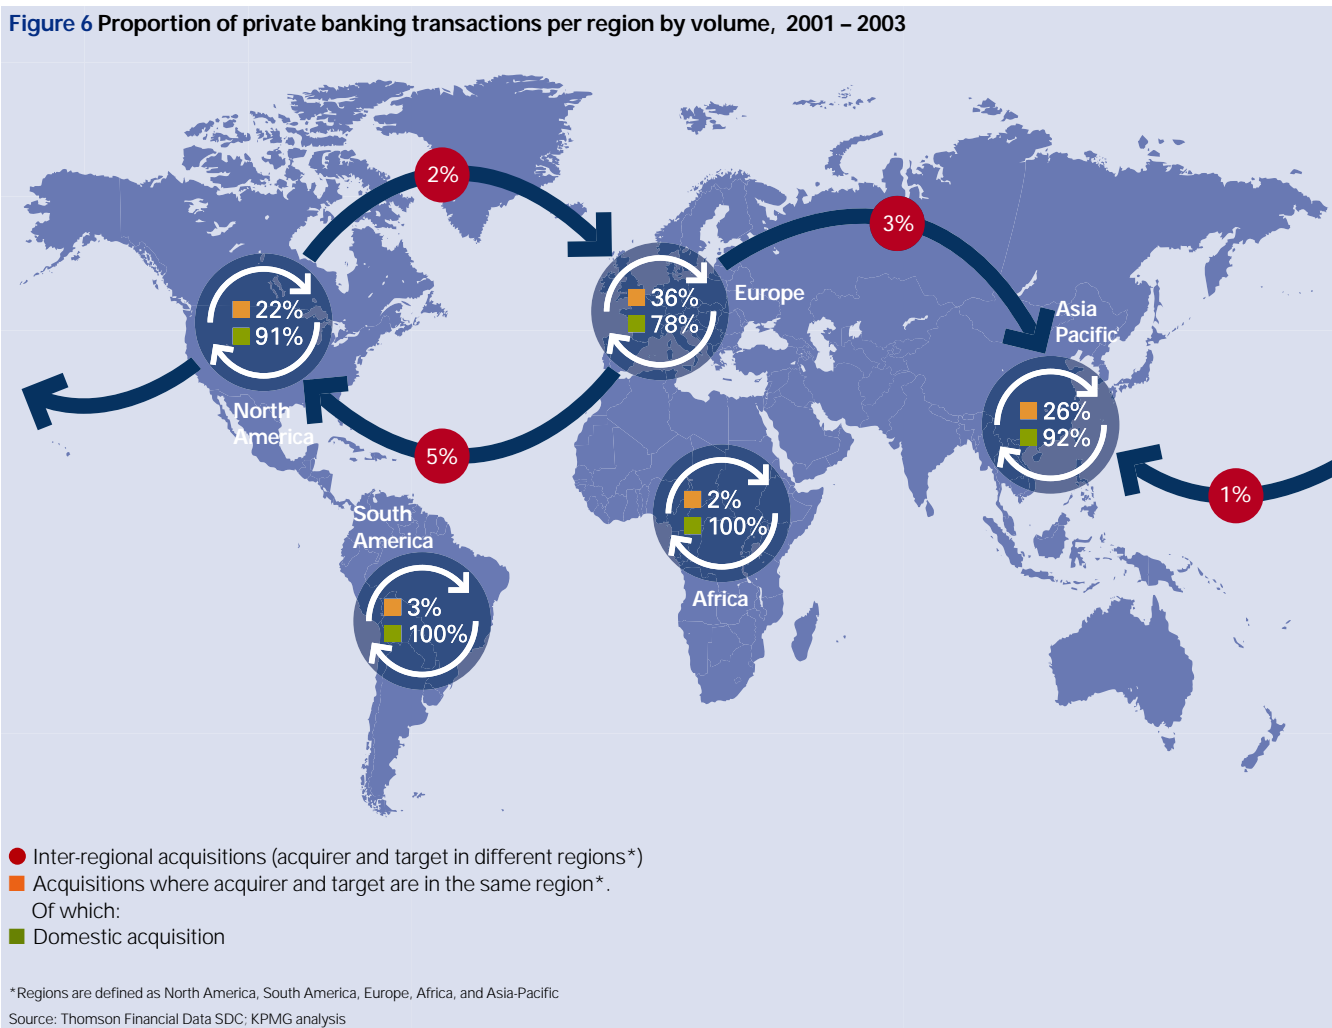 Figure 6 Proportion of private banking transactions per region by volume, 2001 – 2003
2%
3%
22%
91%
North
America
36%
78%
Europe
Asia
Pacific
26%
92%
5%
1%
2%
100%
Africa
South
America
3%
100%
Inter-regional acquisitions (acquirer and target in different regions*)
Acquisitions where acquirer and target are in the same region*.
Of which:
Domestic acquisition
*Regions are defined as North America, South America, Europe, Africa, and Asia-Pacific
Source: Thomson Financial Data SDC; KPMG analysis